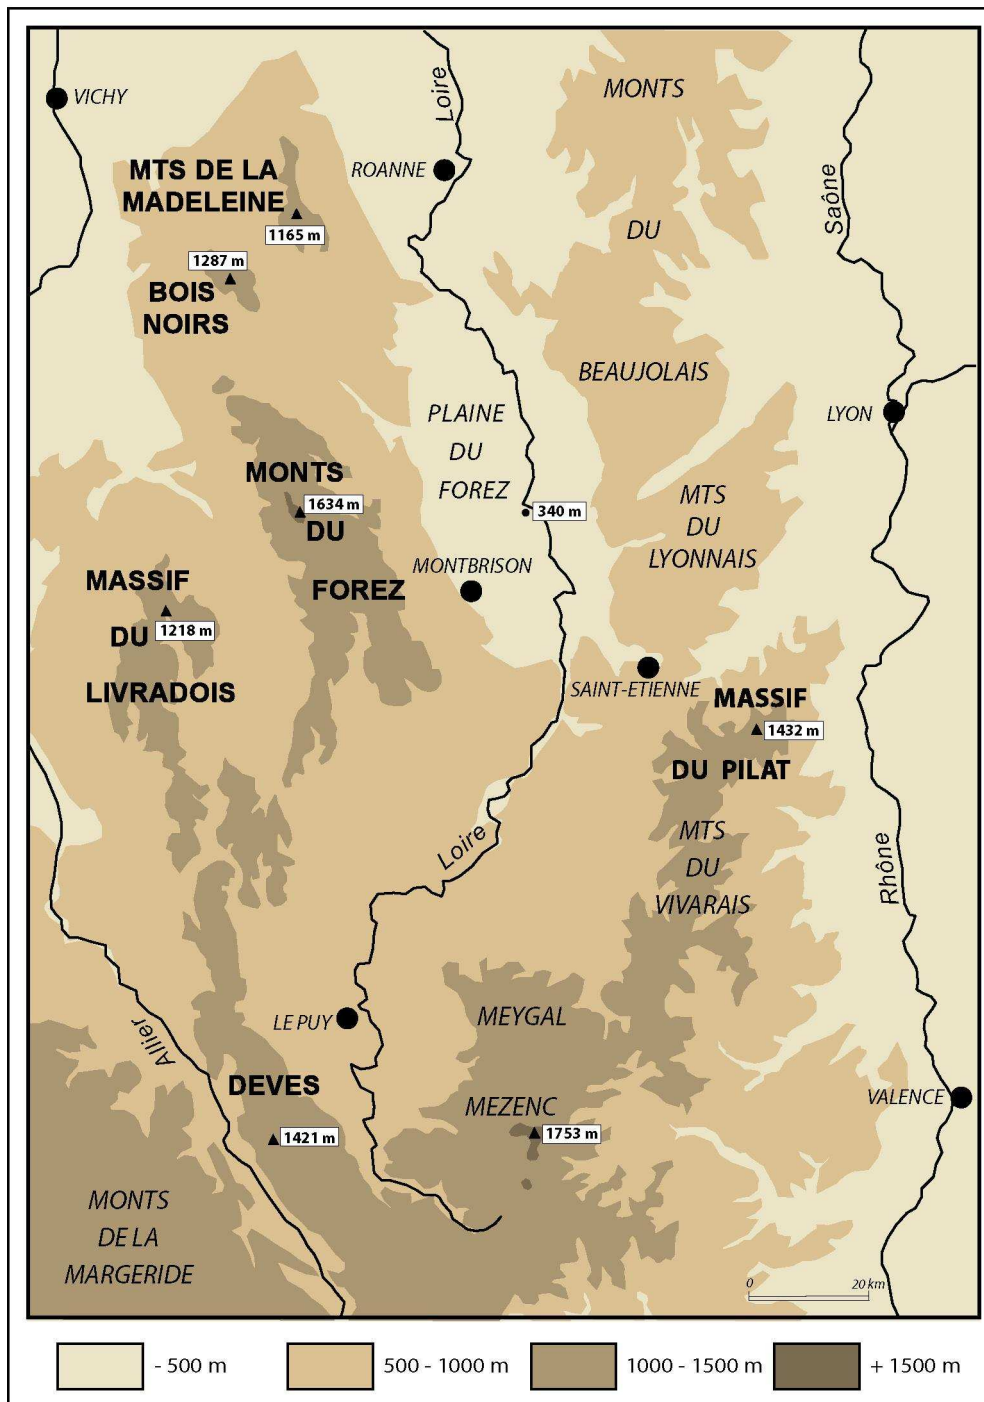 VICHY
Loire
MONTS
MTS DE LA
MADELEINE
ROANNE
1165 m
DU
Saône
1287 m
BOIS
NOIRS
BEAUJOLAIS
PLAINE
DU
FOREZ
LYON
MONTS
1634 m
DU
FOREZ
340 m
MTS
DU
LYONNAIS
MONTBRISON
MASSIF
DU
1218 m
LIVRADOIS
SAINT-ETIENNE
MASSIF
1432 m
DU PILAT
MTS
DU
VIVARAIS
Loire
Rhône
LE PUY
MEYGAL
Allier
DEVES
1421 m
MEZENC
1753 m
VALENCE
MONTS
DE LA
MARGERIDE
0 20 km
- 500 m
500 - 1000 m
1000 - 1500 m
+ 1500 m